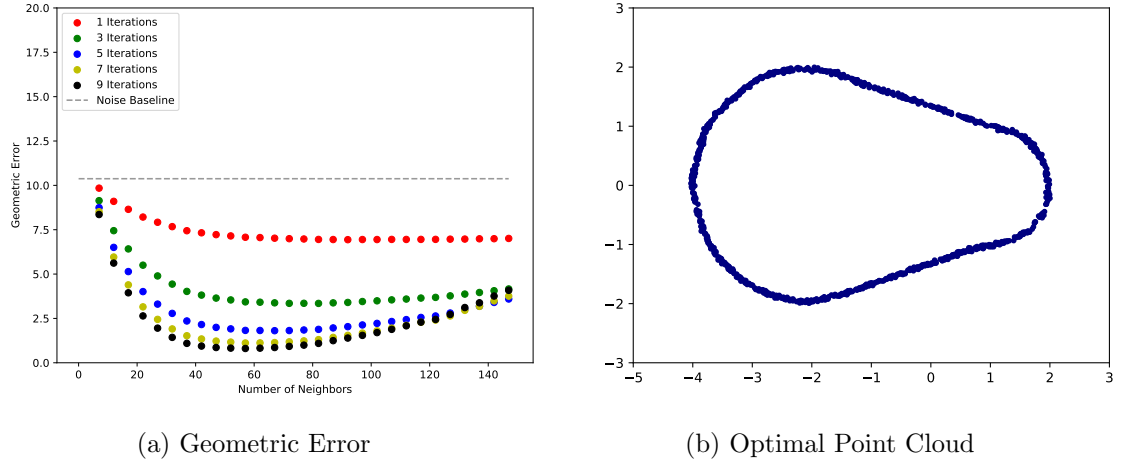 20.0
17.5
15.0
12.5
10.0
7.5
5.0
2.5
0.0
Geometric Error
1 Iterations
3 Iterations
5 Iterations
7 Iterations
9 Iterations
Noise Baseline
0 20 40 60 80 100 120 140
Number of Neighbors
3
2
1
0
−1
−2
−3
−5 −4 −3 −2 −1 0 1 2 3
(a) Geometric Error
(b) Optimal Point Cloud